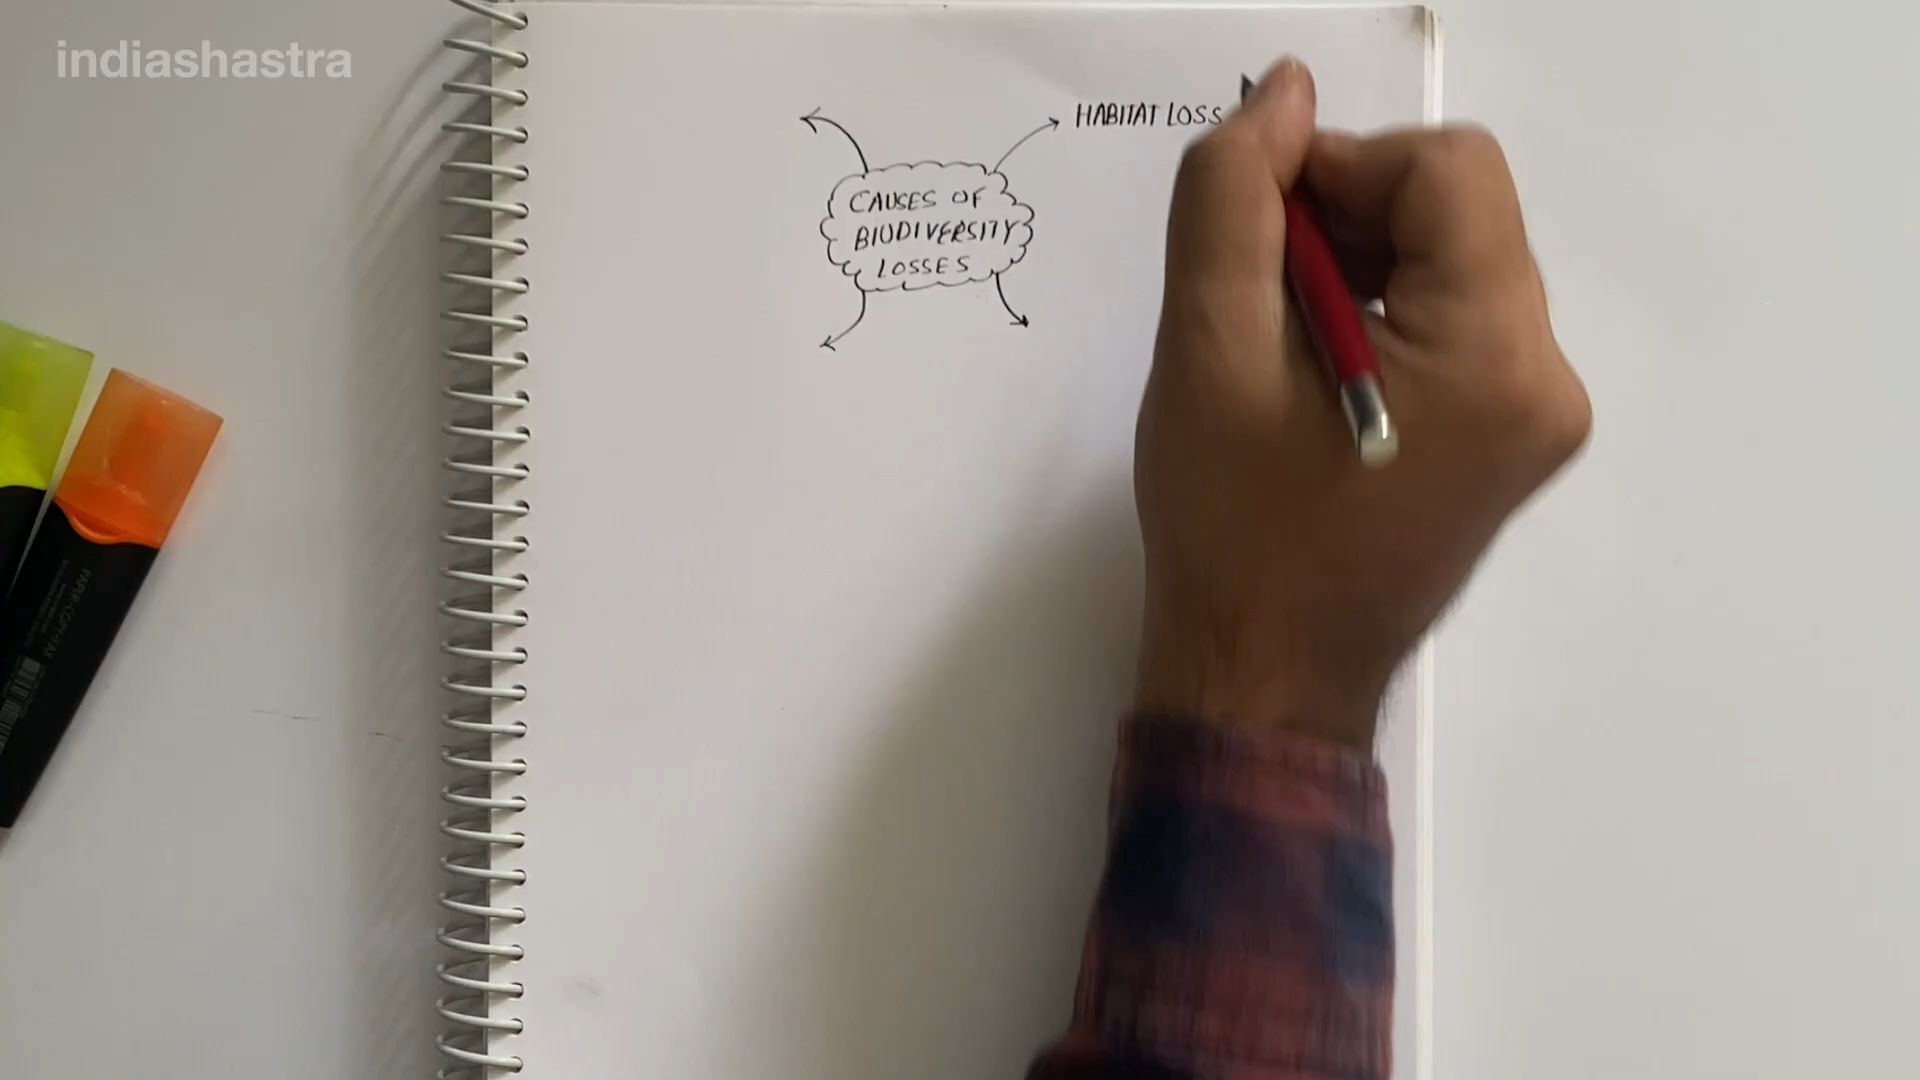 indiashastra
HABITAT LOSS
CAUSES OF
BIODIVERSITY
LOSSES